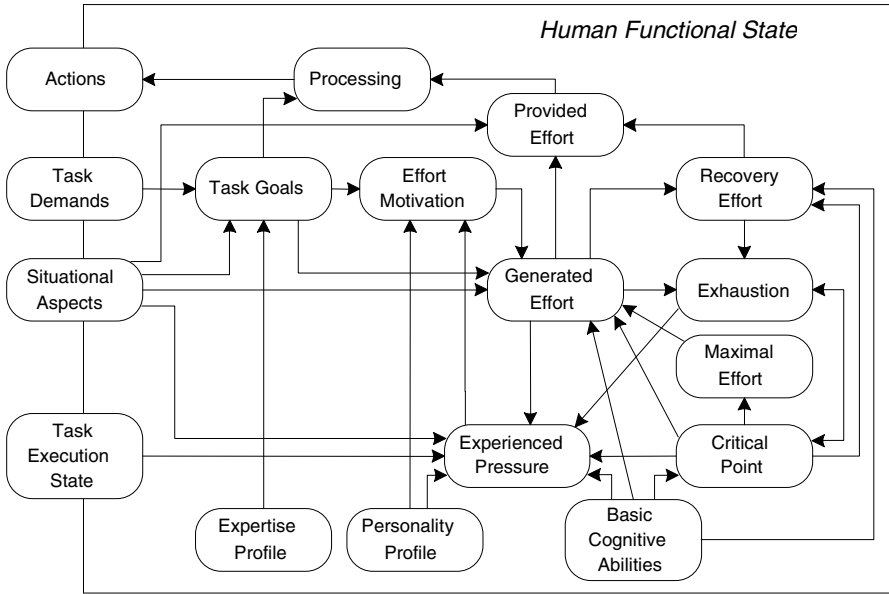 Human Functional State
Actions
Processing
Provided
Effort
Task
Demands
Task Goals
Effort
Motivation
Recovery
Effort
Situational
Aspects
Generated
Effort
Exhaustion
Maximal
Effort
Task
Execution
State
Experienced
Pressure
Critical
Point
Expertise
Profile
Personality
Profile
Basic
Cognitive
Abilities